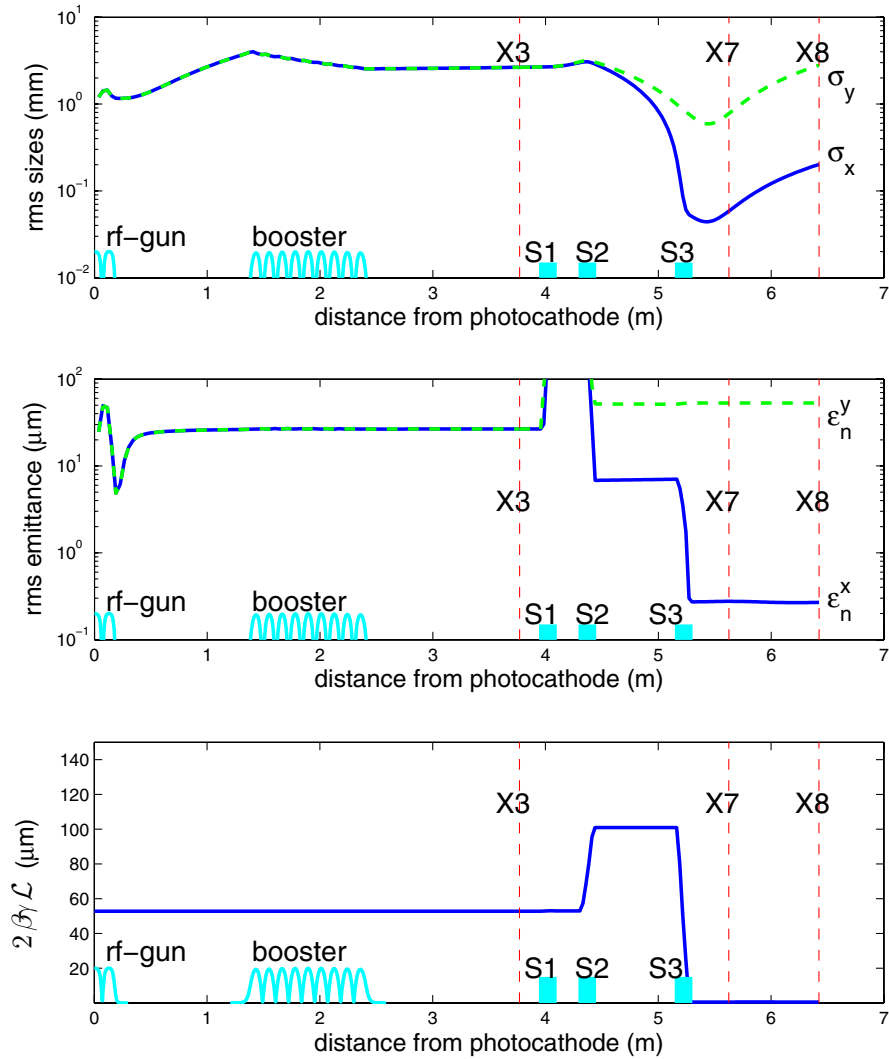 10²
10¹
10⁰
10⁻¹
10⁻²
rms sizes (mm)
X3
X7
X8
σy
σx
rf−gun
booster
S1
S2
S3
0
1
2
3
4
5
6
7
distance from photocathode (m)
10²
10¹
10⁰
10⁻¹
rms emittance (μm)
X3
X7
X8
εₙʸ
εₙˣ
rf−gun
booster
S1
S2
S3
0
1
2
3
4
5
6
7
distance from photocathode (m)
140
120
100
80
60
40
20
2 βγ ℒ (μm)
X3
X7
X8
rf−gun
booster
S1
S2
S3
0
1
2
3
4
5
6
7
distance from photocathode (m)